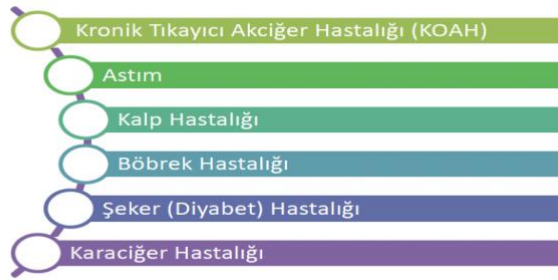 Kronik Tıkayıcı Akciğer Hastalığı (KOAH)
Astım
Kalp Hastalığı
Böbrek Hastalığı
Şeker (Diyabet) Hastalığı
Karaciğer Hastalığı